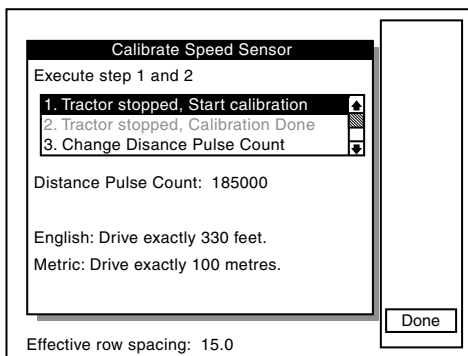 Calibrate Speed Sensor
Execute step 1 and 2
1. Tractor stopped, Start calibration
2. Tractor stopped, Calibration Done
3. Change Disance Pulse Count
Distance Pulse Count: 185000
English: Drive exactly 330 feet.
Metric: Drive exactly 100 metres.
Done
Effective row spacing: 15.0